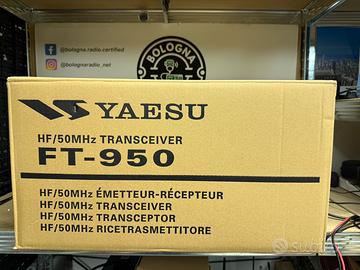 @bologna.radio.certified
@bolognaradio_net
BOLOGNA
YAESU
HF/50MHz TRANSCEIVER
FT-950
HF/50MHz ÉMETTEUR-RÉCEPTEUR
HF/50MHz TRANSCEIVER
HF/50MHz TRANSCEPTOR
HF/50MHz RICETRASMETTITORE
Subito